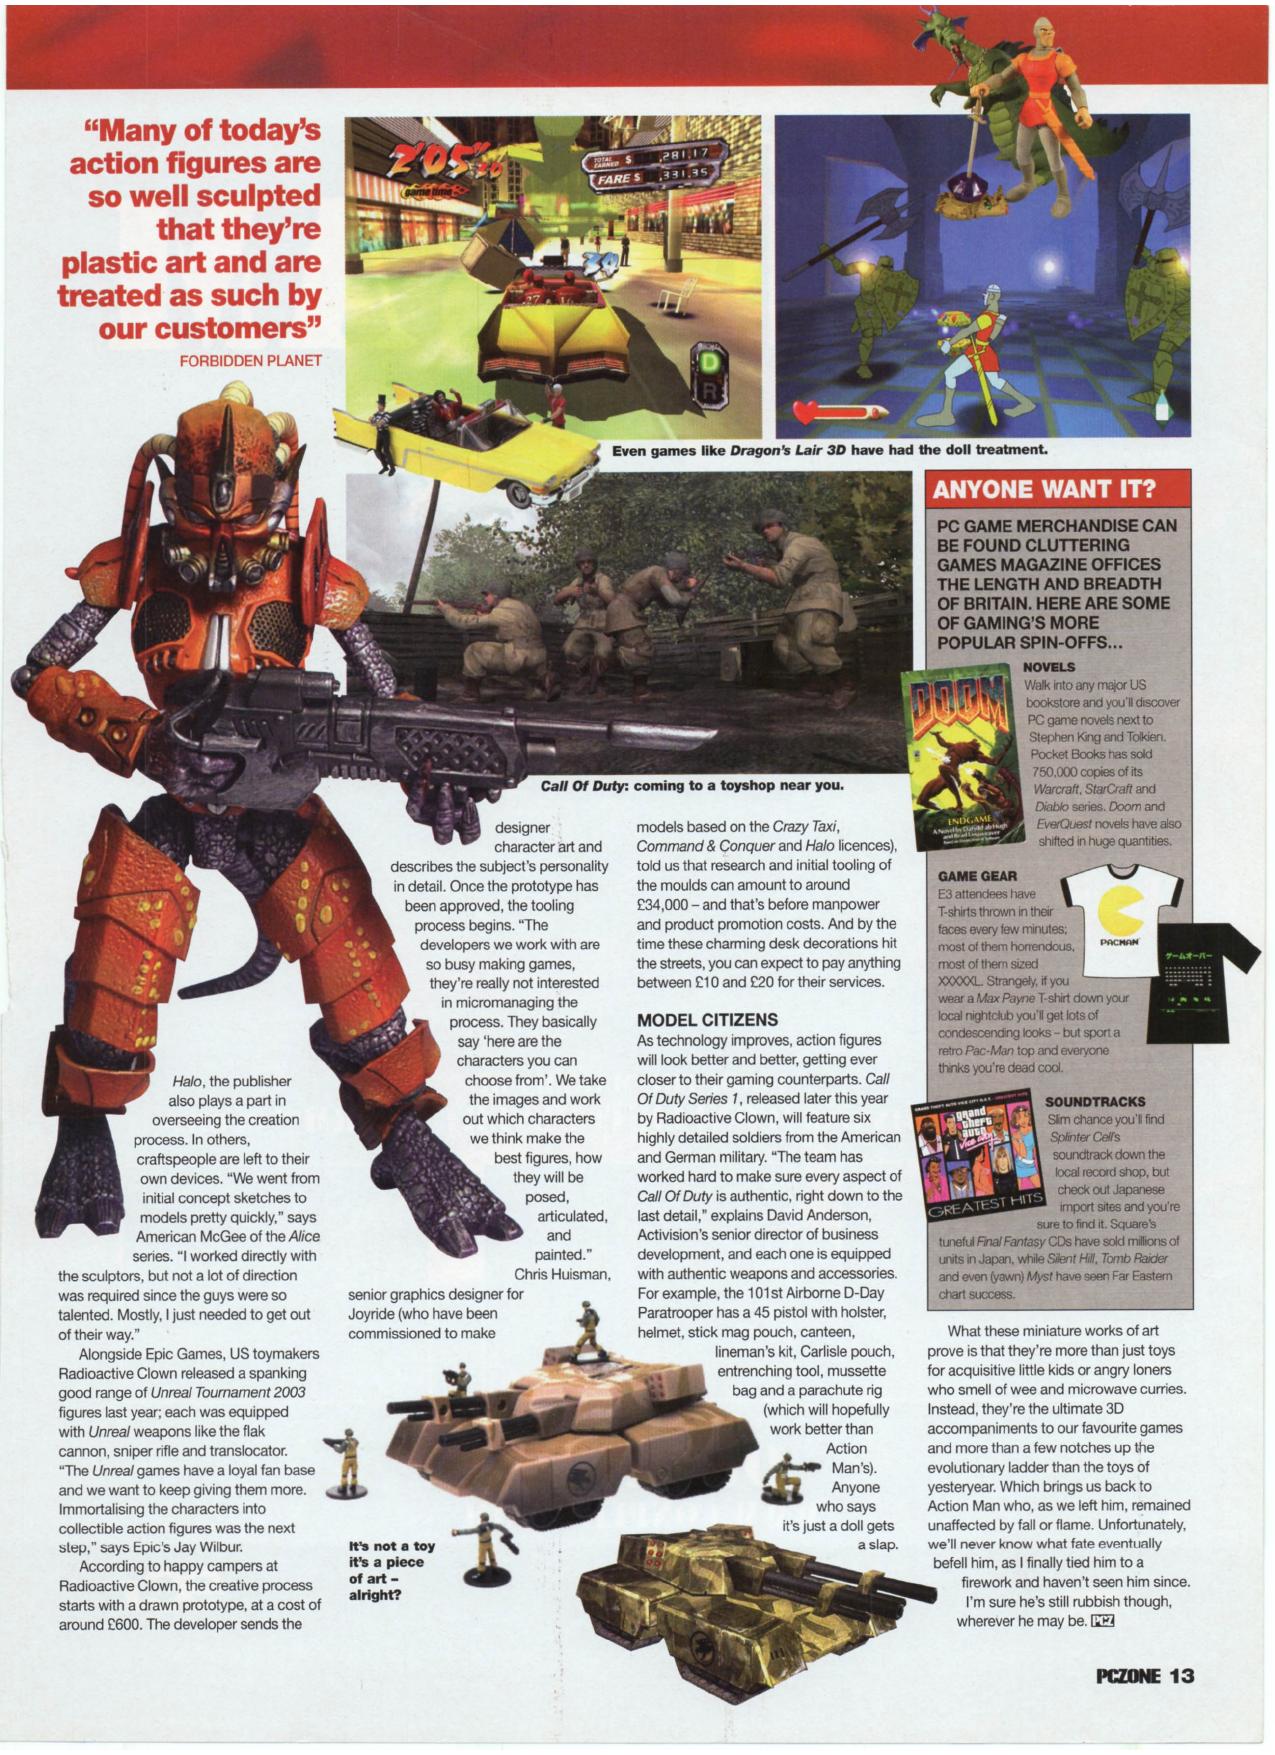 "Many of today's
action figures are
so well sculpted
that they're
plastic art and are
treated as such by
our customers"
FORBIDDEN PLANET
2'05"
game time
TOTAL EARNED $ 281.17
FARE $ 331.35
D
R
Even games like Dragon's Lair 3D have had the doll treatment.
Call Of Duty: coming to a toyshop near you.
Halo, the publisher
also plays a part in
overseeing the creation
process. In others,
craftspeople are left to their
own devices. "We went from
initial concept sketches to
models pretty quickly," says
American McGee of the Alice
series. "I worked directly with
the sculptors, but not a lot of direction
was required since the guys were so
talented. Mostly, I just needed to get out
of their way."
Alongside Epic Games, US toymakers
Radioactive Clown released a spanking
good range of Unreal Tournament 2003
figures last year; each was equipped
with Unreal weapons like the flak
cannon, sniper rifle and translocator.
"The Unreal games have a loyal fan base
and we want to keep giving them more.
Immortalising the characters into
collectible action figures was the next
step," says Epic's Jay Wilbur.
According to happy campers at
Radioactive Clown, the creative process
starts with a drawn prototype, at a cost of
around £600. The developer sends the
designer
character art and
describes the subject's personality
in detail. Once the prototype has
been approved, the tooling
process begins. "The
developers we work with are
so busy making games,
they're really not interested
in micromanaging the
process. They basically
say 'here are the
characters you can
choose from'. We take
the images and work
out which characters
we think make the
best figures, how
they will be
posed,
articulated,
and
painted."
Chris Huisman,
senior graphics designer for
Joyride (who have been
commissioned to make
It's not a toy
it's a piece
of art –
alright?
models based on the Crazy Taxi,
Command & Conquer and Halo licences),
told us that research and initial tooling of
the moulds can amount to around
£34,000 – and that's before manpower
and product promotion costs. And by the
time these charming desk decorations hit
the streets, you can expect to pay anything
between £10 and £20 for their services.
MODEL CITIZENS
As technology improves, action figures
will look better and better, getting ever
closer to their gaming counterparts. Call
Of Duty Series 1, released later this year
by Radioactive Clown, will feature six
highly detailed soldiers from the American
and German military. "The team has
worked hard to make sure every aspect of
Call Of Duty is authentic, right down to the
last detail," explains David Anderson,
Activision's senior director of business
development, and each one is equipped
with authentic weapons and accessories.
For example, the 101st Airborne D-Day
Paratrooper has a 45 pistol with holster,
helmet, stick mag pouch, canteen,
lineman's kit, Carlisle pouch,
entrenching tool, mussette
bag and a parachute rig
(which will hopefully
work better than
Action
Man's).
Anyone
who says
it's just a doll gets
a slap.
ANYONE WANT IT?
PC GAME MERCHANDISE CAN
BE FOUND CLUTTERING
GAMES MAGAZINE OFFICES
THE LENGTH AND BREADTH
OF BRITAIN. HERE ARE SOME
OF GAMING'S MORE
POPULAR SPIN-OFFS...
NOVELS
Walk into any major US
bookstore and you'll discover
PC game novels next to
Stephen King and Tolkien.
Pocket Books has sold
750,000 copies of its
Warcraft, StarCraft and
Diablo series. Doom and
EverQuest novels have also
shifted in huge quantities.
DOOM
ENDGAME
GAME GEAR
E3 attendees have
T-shirts thrown in their
faces every few minutes;
most of them horrendous,
most of them sized
XXXXXL. Strangely, if you
wear a Max Payne T-shirt down your
local nightclub you'll get lots of
condescending looks – but sport a
retro Pac-Man top and everyone
thinks you're dead cool.
PACMAN
ゲームオーバー
SOUNDTRACKS
Slim chance you'll find
Splinter Cell's
soundtrack down the
local record shop, but
check out Japanese
import sites and you're
sure to find it. Square's
tuneful Final Fantasy CDs have sold millions of
units in Japan, while Silent Hill, Tomb Raider
and even (yawn) Myst have seen Far Eastern
chart success.
grand
theft
auto
vice city
GREATEST HITS
What these miniature works of art
prove is that they're more than just toys
for acquisitive little kids or angry loners
who smell of wee and microwave curries.
Instead, they're the ultimate 3D
accompaniments to our favourite games
and more than a few notches up the
evolutionary ladder than the toys of
yesteryear. Which brings us back to
Action Man who, as we left him, remained
unaffected by fall or flame. Unfortunately,
we'll never know what fate eventually
befell him, as I finally tied him to a
firework and haven't seen him since.
I'm sure he's still rubbish though,
wherever he may be. PCZ
PCZONE 13